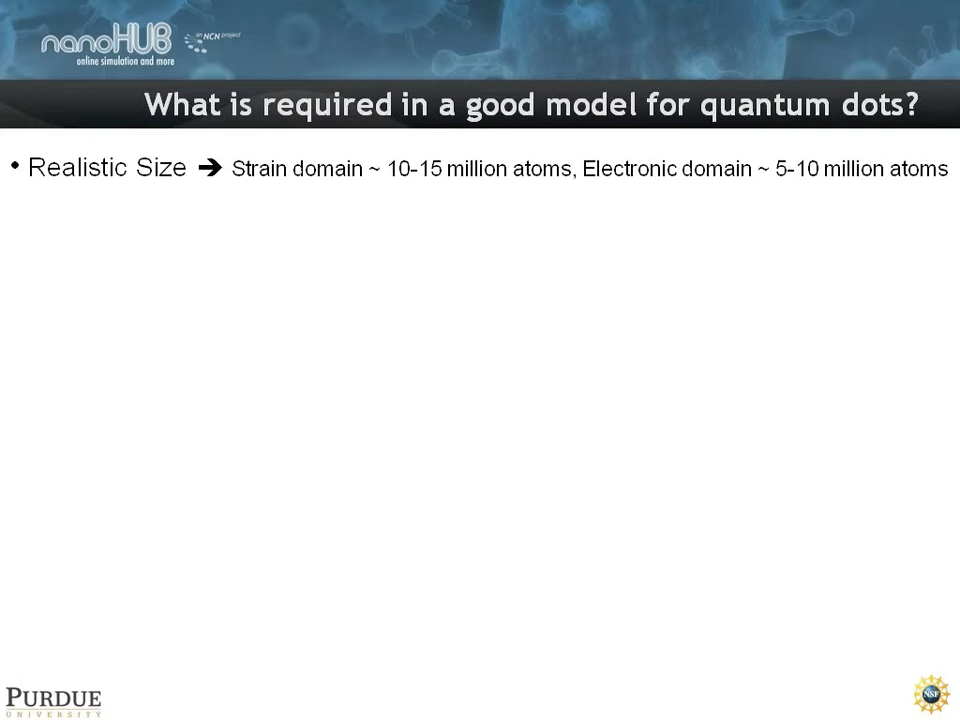 nanoHUB
an NCN project
online simulation and more
What is required in a good model for quantum dots?
• Realistic Size ➔ Strain domain ~ 10-15 million atoms, Electronic domain ~ 5-10 million atoms
PURDUE
UNIVERSITY
NSF